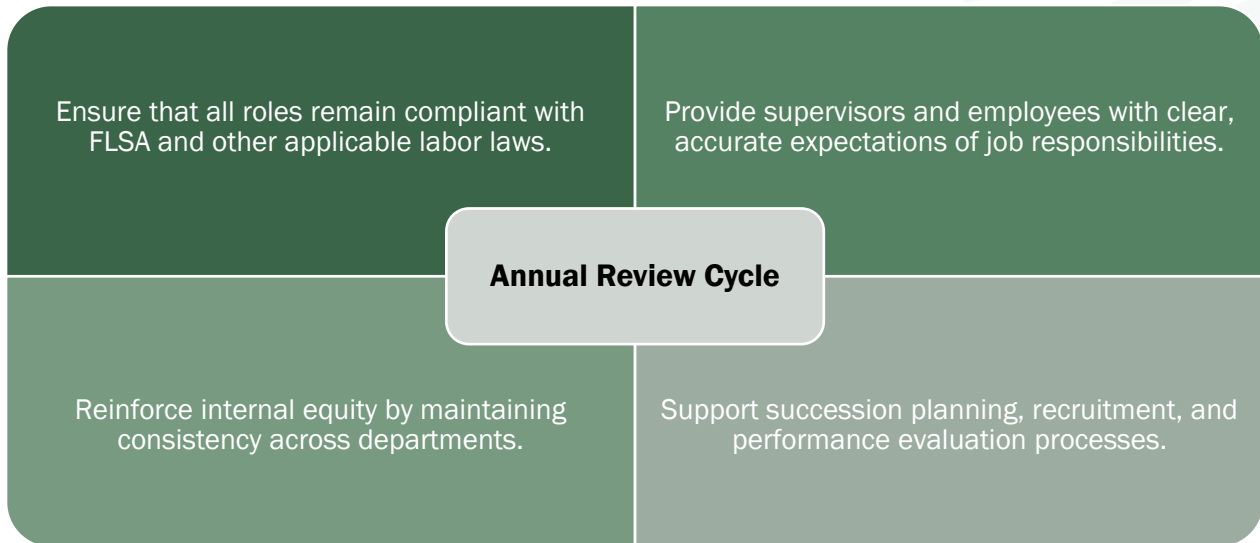 Ensure that all roles remain compliant with
FLSA and other applicable labor laws.
Provide supervisors and employees with clear,
accurate expectations of job responsibilities.
Annual Review Cycle
Reinforce internal equity by maintaining
consistency across departments.
Support succession planning, recruitment, and
performance evaluation processes.